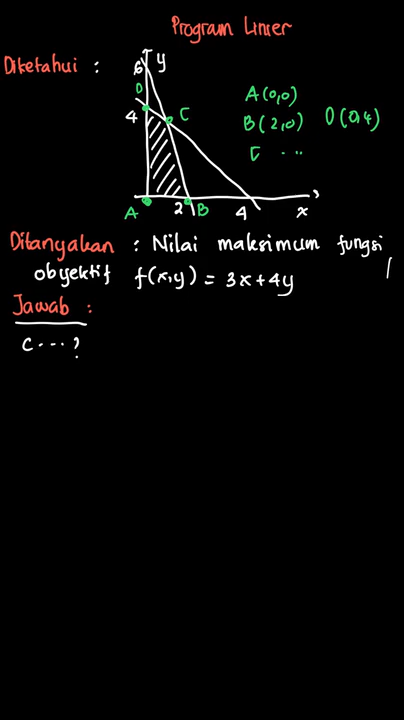 Program Linier
Diketahui :
6 y
D
4 C
A 2 B 4 x
A(0,0)
B(2,0) D(0,4)
C ...
Ditanyakan : Nilai maksimum fungsi
obyektif f(x,y) = 3x+4y
Jawab :
C ... ?